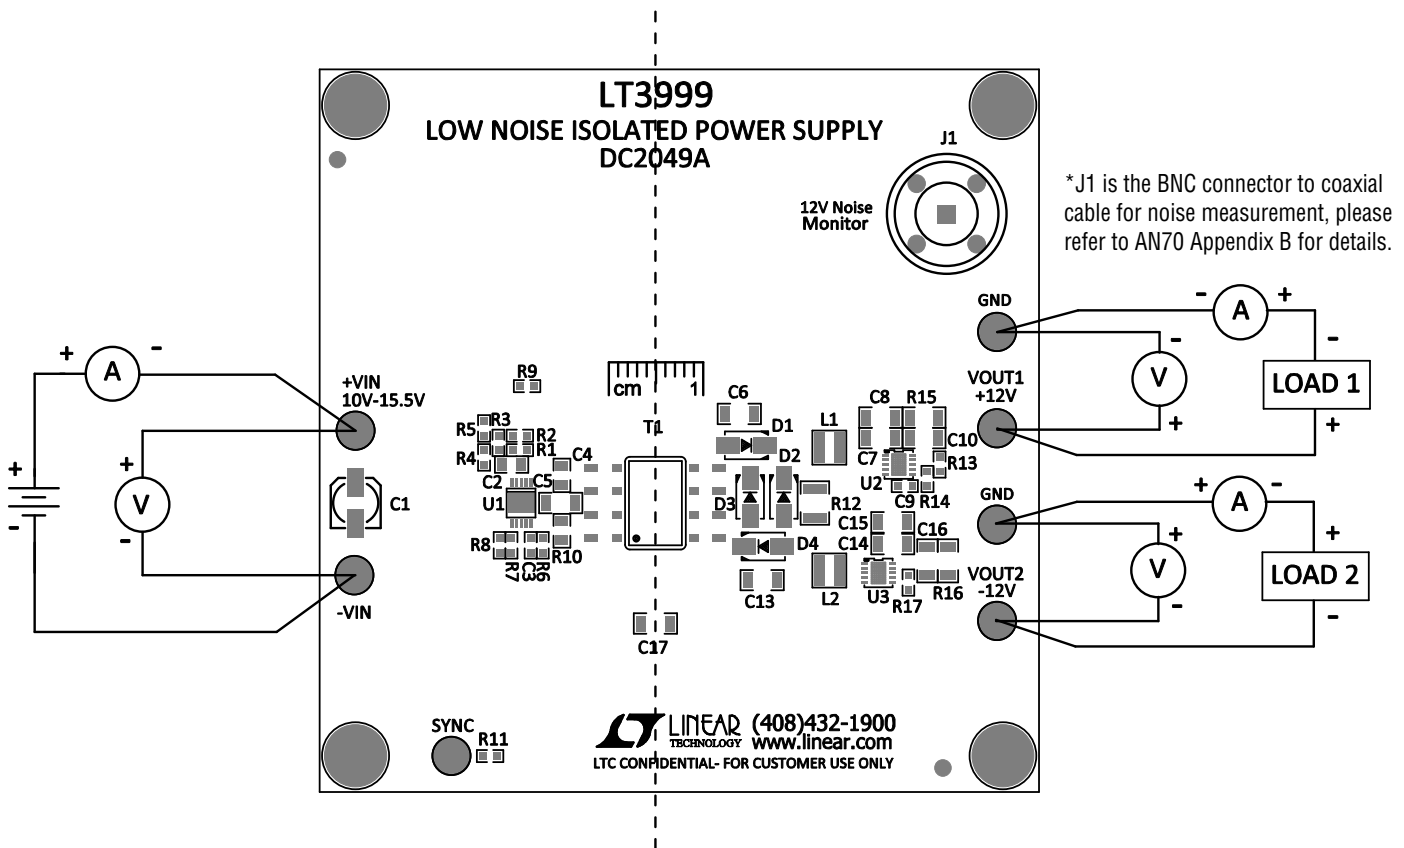 LT3999
LOW NOISE ISOLATED POWER SUPPLY
DC2049A
J1
12V Noise
Monitor
*J1 is the BNC connector to coaxial
cable for noise measurement, please
refer to AN70 Appendix B for details.
GND
- A +
-
LOAD 1
+
-
V
+
VOUT1
+12V
+ A -
+VIN
10V-15.5V
+
V
-
+
-
C1
-VIN
R9
cm 1
C6
T1
D1
D2
D3
D4
L1
C8 R15
C7 C10
R13
U2
C9 R14
R5 R3 R2
R4 R1
C2 C5 C4
U1
R8 R7 C3 R6 R10
R12
C15
C14 C16
C13
L2
U3 R17 R16
C17
GND
+ A -
+
LOAD 2
-
+
V
-
VOUT2
-12V
SYNC
R11
LT LINEAR
TECHNOLOGY
(408)432-1900
www.linear.com
LTC CONFIDENTIAL- FOR CUSTOMER USE ONLY